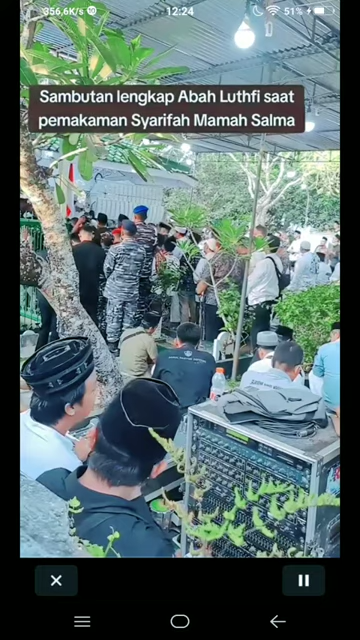 356,6K/s
12:24
51%
Sambutan lengkap Abah Luthfi saat
pemakaman Syarifah Mamah Salma